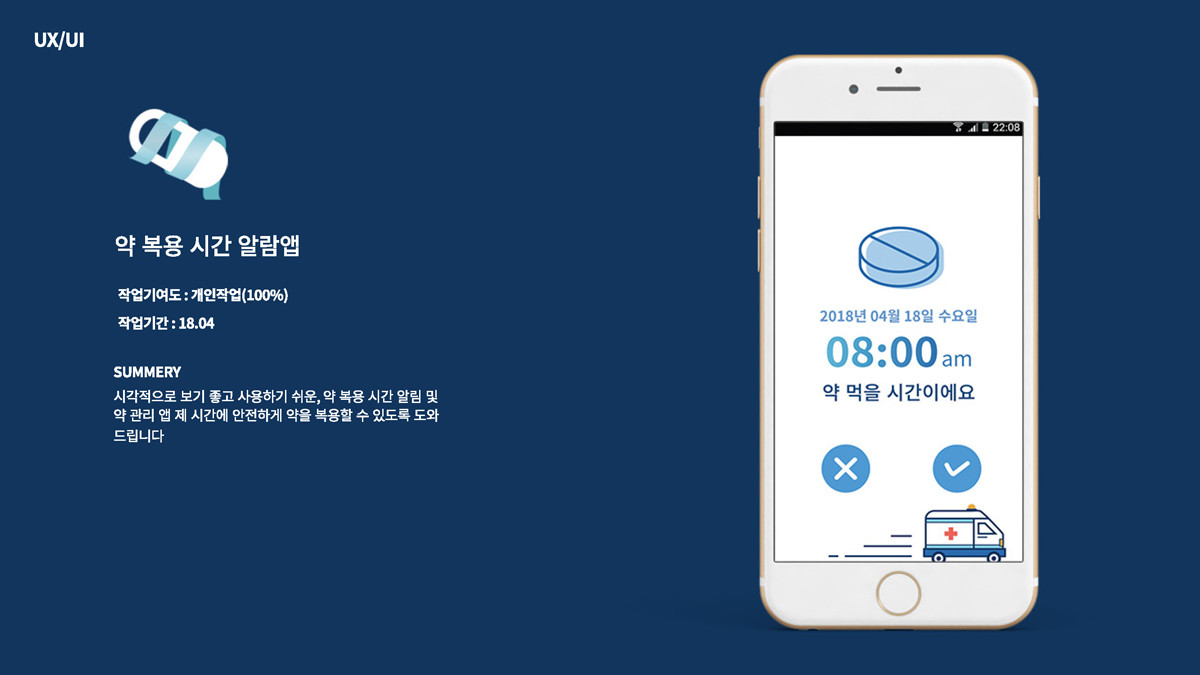 UX/UI
약 복용 시간 알람앱
작업기여도 : 개인작업(100%)
작업기간 : 18.04
SUMMERY
시각적으로 보기 좋고 사용하기 쉬운, 약 복용 시간 알림 및
약 관리 앱 제 시간에 안전하게 약을 복용할 수 있도록 도와
드립니다
22:08
2018년 04월 18일 수요일
08:00 am
약 먹을 시간이에요